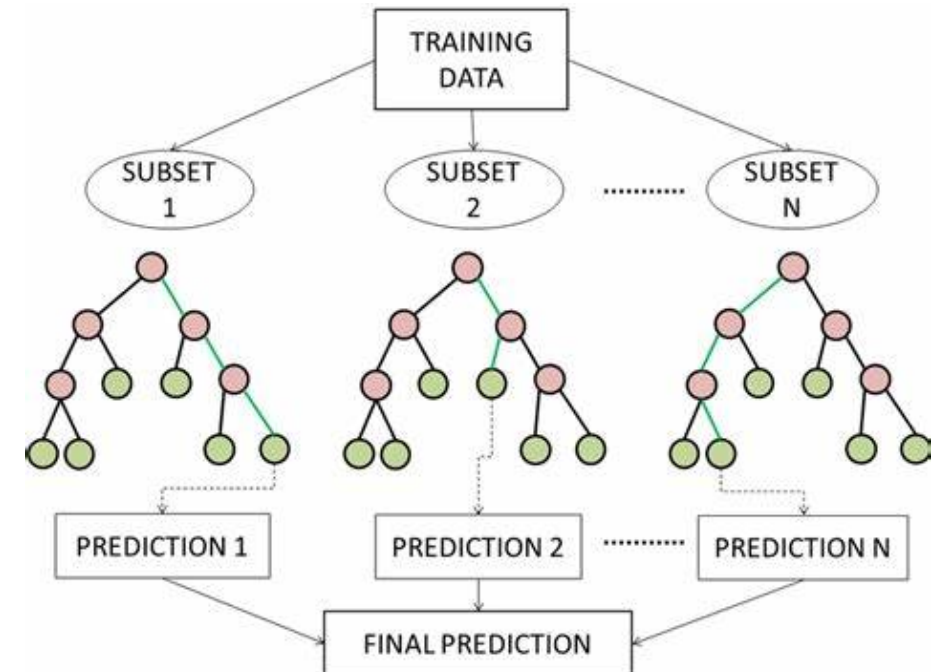 TRAINING
DATA
SUBSET
1
SUBSET
2
SUBSET
N
PREDICTION 1
PREDICTION 2
PREDICTION N
FINAL PREDICTION